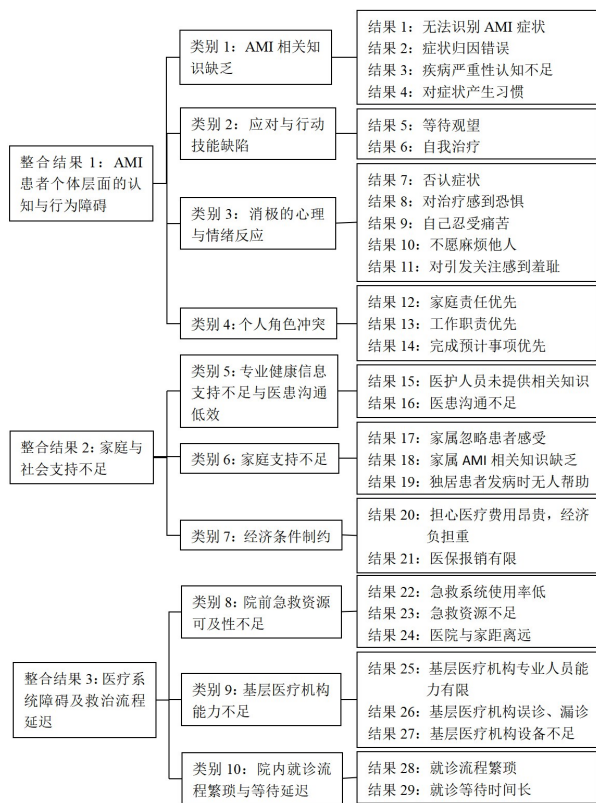 整合结果 1：AMI
患者个体层面的认
知与行为障碍
类别 1：AMI 相关知
识缺乏
结果 1：无法识别 AMI 症状
结果 2：症状归因错误
结果 3：疾病严重性认知不足
结果 4：对症状产生习惯
类别 2：应对与行动
技能缺陷
结果 5：等待观望
结果 6：自我治疗
类别 3：消极的心理
与情绪反应
结果 7：否认症状
结果 8：对治疗感到恐惧
结果 9：自己忍受痛苦
结果 10：不愿麻烦他人
结果 11：对引发关注感到羞耻
类别 4：个人角色冲突
结果 12：家庭责任优先
结果 13：工作职责优先
结果 14：完成预计事项优先
整合结果 2：家庭与
社会支持不足
类别 5：专业健康信息
支持不足与医患沟通
低效
结果 15：医护人员未提供相关知识
结果 16：医患沟通不足
类别 6：家庭支持不足
结果 17：家属忽略患者感受
结果 18：家属 AMI 相关知识缺乏
结果 19：独居患者发病时无人帮助
类别 7：经济条件制约
结果 20：担心医疗费用昂贵，经济
负担重
结果 21：医保报销有限
整合结果 3：医疗系
统障碍及救治流程
延迟
类别 8：院前急救资源
可及性不足
结果 22：急救系统使用率低
结果 23：急救资源不足
结果 24：医院与家距离远
类别 9：基层医疗机构
能力不足
结果 25：基层医疗机构专业人员能
力有限
结果 26：基层医疗机构误诊、漏诊
结果 27：基层医疗机构设备不足
类别 10：院内就诊流程
繁琐与等待延迟
结果 28：就诊流程繁琐
结果 29：就诊等待时间长